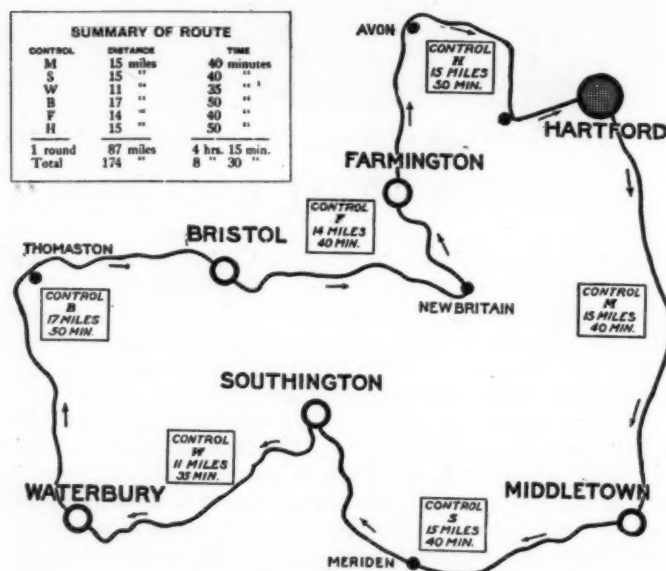 SUMMARY OF ROUTE
CONTROL DISTANCE TIME
M 15 miles 40 minutes
S 15 " 40 "
W 11 " 35 "
B 17 " 50 "
F 14 " 40 "
H 15 " 50 "
1 round 87 miles 4 hrs. 15 min.
Total 174 " 8 " 30 "
AVON
CONTROL
H
15 MILES
50 MIN.
HARTFORD
FARMINGTON
CONTROL
F
14 MILES
40 MIN.
BRISTOL
THOMASTON
CONTROL
B
17 MILES
50 MIN.
NEW BRITAIN
CONTROL
M
15 MILES
40 MIN.
SOUTHINGTON
CONTROL
W
11 MILES
35 MIN.
WATERBURY
MIDDLETOWN
CONTROL
S
15 MILES
40 MIN.
MERIDEN